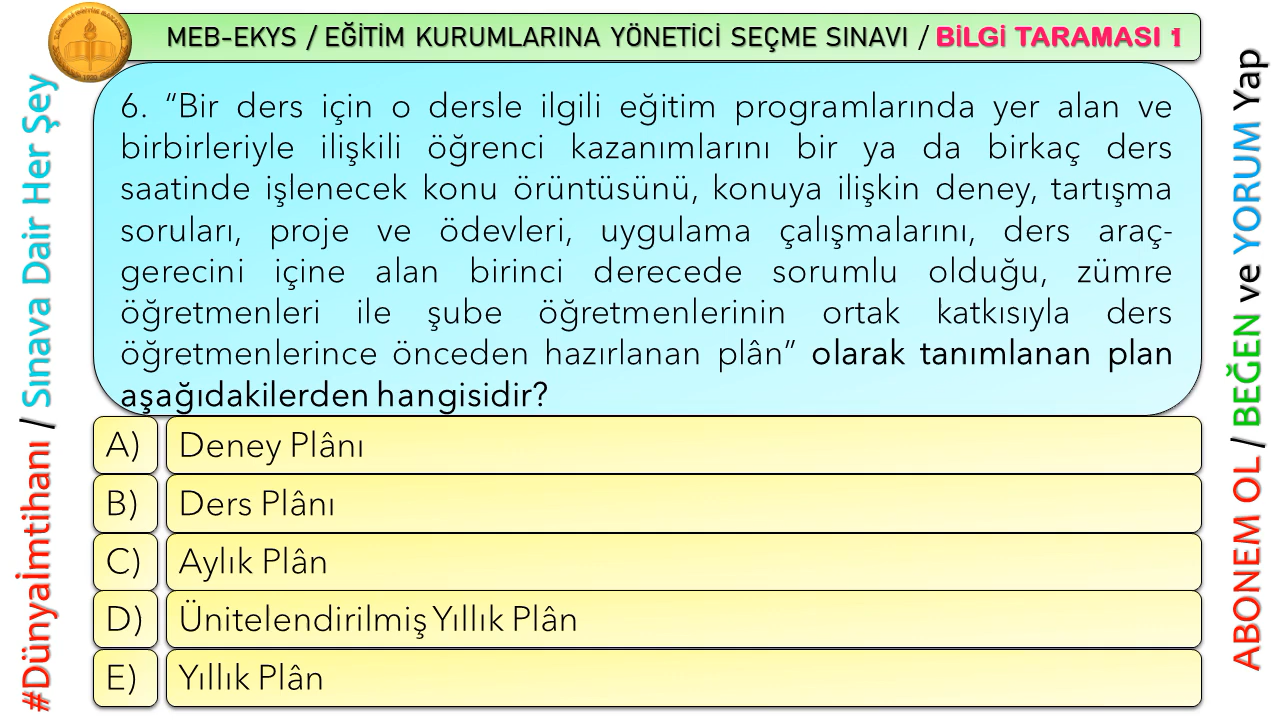 MEB-EKYS / EĞİTİM KURUMLARINA YÖNETİCİ SEÇME SINAVI / BİLGİ TARAMASI 1
#Dünyaİmtihanı / Sınava Dair Her Şey
6. “Bir ders için o dersle ilgili eğitim programlarında yer alan ve
birbirleriyle ilişkili öğrenci kazanımlarını bir ya da birkaç ders
saatinde işlenecek konu örüntüsünü, konuya ilişkin deney, tartışma
soruları, proje ve ödevleri, uygulama çalışmalarını, ders araç-
gerecini içine alan birinci derecede sorumlu olduğu, zümre
öğretmenleri ile şube öğretmenlerinin ortak katkısıyla ders
öğretmenlerince önceden hazırlanan plân” olarak tanımlanan plan
aşağıdakilerden hangisidir?
A) Deney Plânı
B) Ders Plânı
C) Aylık Plân
D) Ünitelendirilmiş Yıllık Plân
E) Yıllık Plân
ABONEM OL / BEĞEN ve YORUM Yap